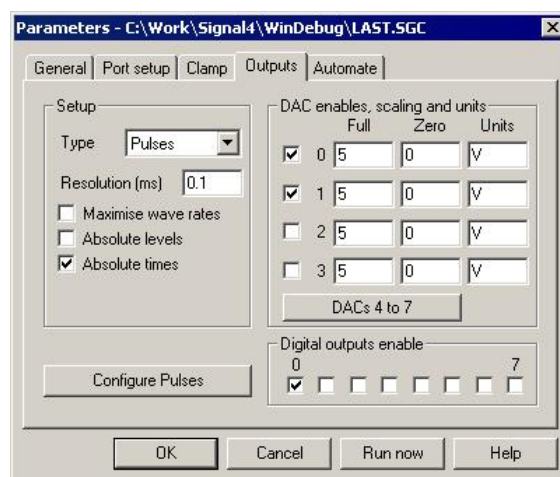 Parameters - C:\Work\Signal4\WinDebug\LAST.SGC
General Port setup Clamp Outputs Automate
Setup
Type Pulses
Resolution (ms) 0.1
Maximise wave rates
Absolute levels
Absolute times
Configure Pulses
DAC enables, scaling and units
Full Zero Units
0 5 0 V
1 5 0 V
2 5 0 V
3 5 0 V
DACs 4 to 7
Digital outputs enable
0 7
OK Cancel Run now Help